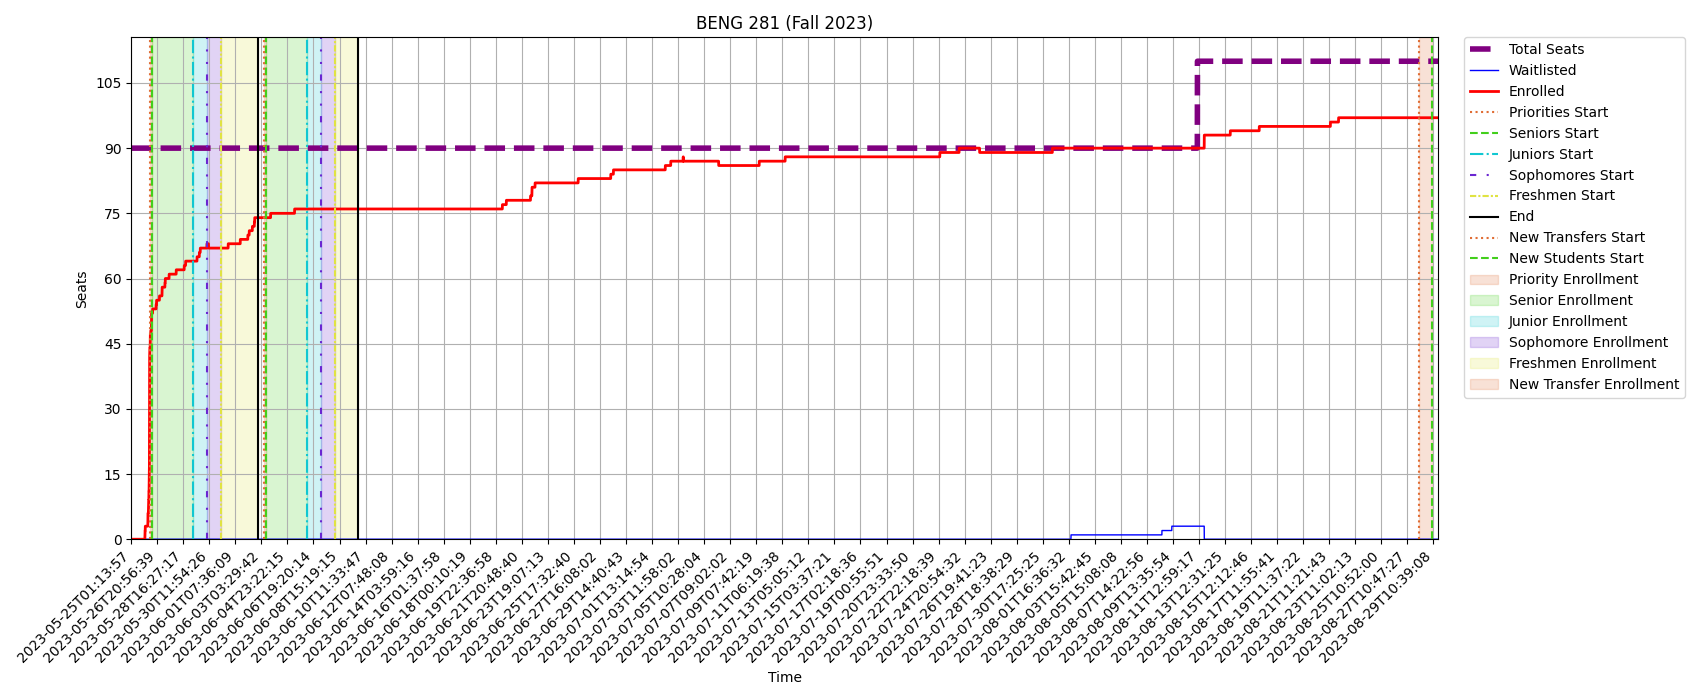 BENG 281 (Fall 2023)
Total Seats
Waitlisted
Enrolled
Priorities Start
Seniors Start
Juniors Start
Sophomores Start
Freshmen Start
End
New Transfers Start
New Students Start
Priority Enrollment
Senior Enrollment
Junior Enrollment
Sophomore Enrollment
Freshmen Enrollment
New Transfer Enrollment
Seats
105
90
75
60
45
30
15
0
2023-05-25T01:13:57
2023-05-26T20:56:39
2023-05-28T16:27:17
2023-05-30T11:54:26
2023-06-01T07:36:09
2023-06-03T03:29:42
2023-06-04T23:22:15
2023-06-06T19:20:14
2023-06-08T15:19:15
2023-06-10T11:33:47
2023-06-12T07:48:08
2023-06-14T03:59:16
2023-06-16T01:37:58
2023-06-18T00:10:19
2023-06-19T22:36:58
2023-06-21T20:48:40
2023-06-23T19:07:13
2023-06-25T17:32:40
2023-06-27T16:08:02
2023-06-29T14:40:43
2023-07-01T13:14:54
2023-07-03T11:58:02
2023-07-05T10:28:04
2023-07-07T09:02:02
2023-07-09T07:42:19
2023-07-11T06:19:38
2023-07-13T05:05:12
2023-07-15T03:37:21
2023-07-17T02:18:36
2023-07-19T00:55:51
2023-07-20T23:33:50
2023-07-22T22:18:39
2023-07-24T20:54:32
2023-07-26T19:41:23
2023-07-28T18:38:29
2023-07-30T17:25:25
2023-08-01T16:36:32
2023-08-03T15:42:45
2023-08-05T15:08:08
2023-08-07T14:22:56
2023-08-09T13:35:54
2023-08-11T12:59:17
2023-08-13T12:31:25
2023-08-15T12:12:46
2023-08-17T11:55:41
2023-08-19T11:37:22
2023-08-21T11:21:43
2023-08-23T11:02:13
2023-08-25T10:52:00
2023-08-27T10:47:27
2023-08-29T10:39:08
Time